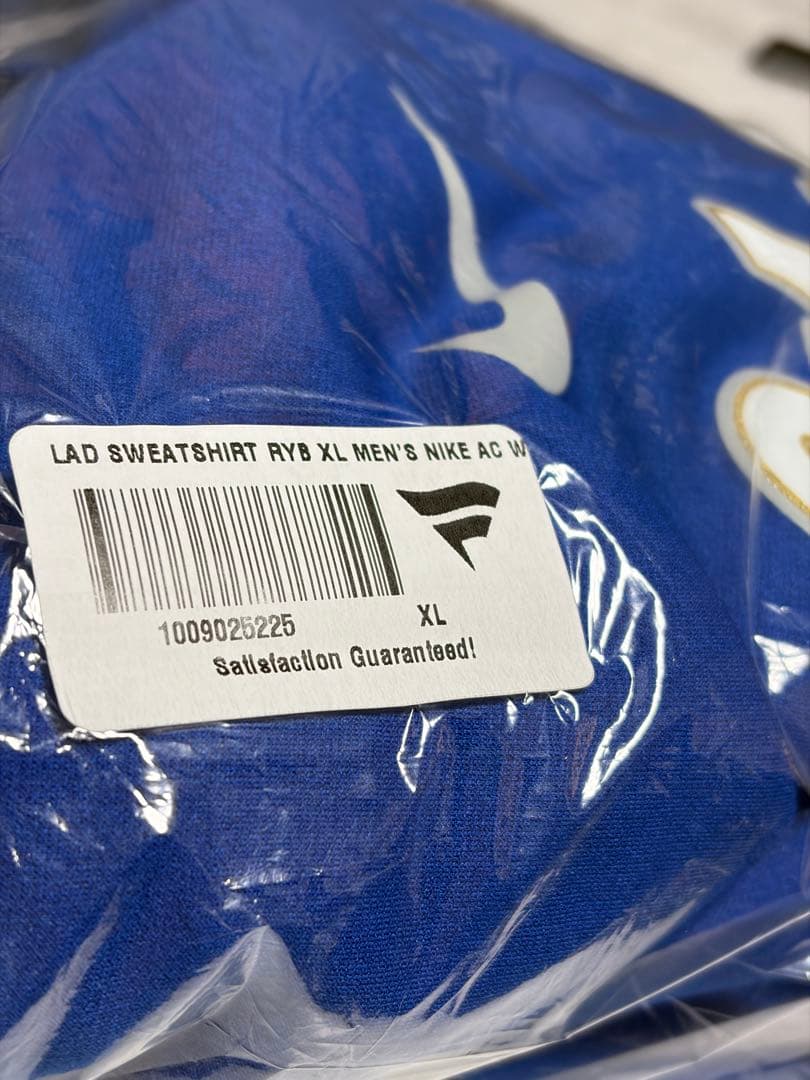 LAD SWEATSHIRT RYB XL MEN'S NIKE AC W
1009025225
XL
Satisfaction Guaranteed!